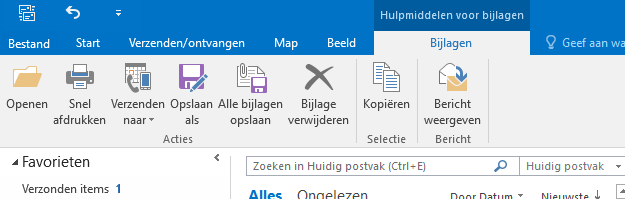 Hulpmiddelen voor bijlagen
Bestand Start Verzenden/ontvangen Map Beeld Bijlagen Geef aan
Openen Snel afdrukken Verzenden naar Opslaan als Alle bijlagen opslaan Bijlage verwijderen Kopiëren Bericht weergeven
Acties Selectie Bericht
Favorieten
Zoeken in Huidig postvak (Ctrl+E) Huidig postvak
Verzonden items 1
Alles Ongelezen Door Datum Nieuwste